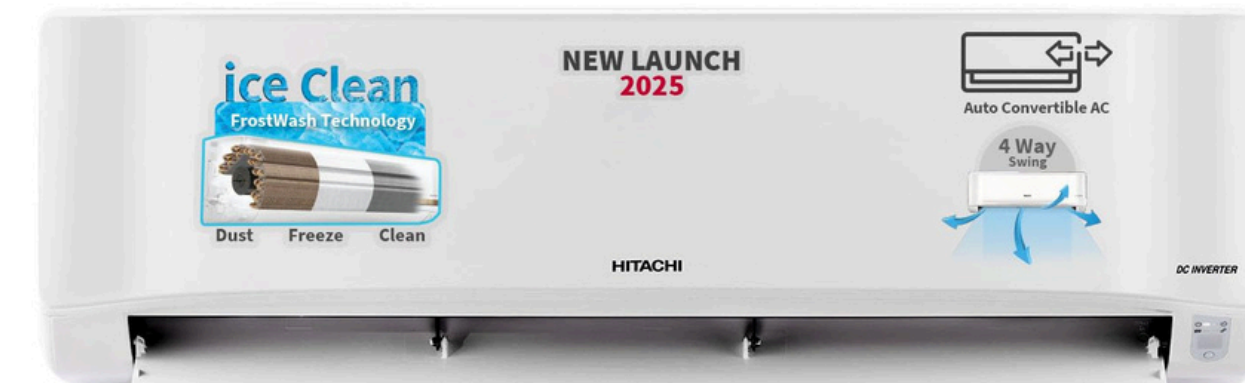 ice Clean
FrostWash Technology
Dust Freeze Clean
NEW LAUNCH
2025
Auto Convertible AC
4 Way
Swing
HITACHI
DC INVERTER